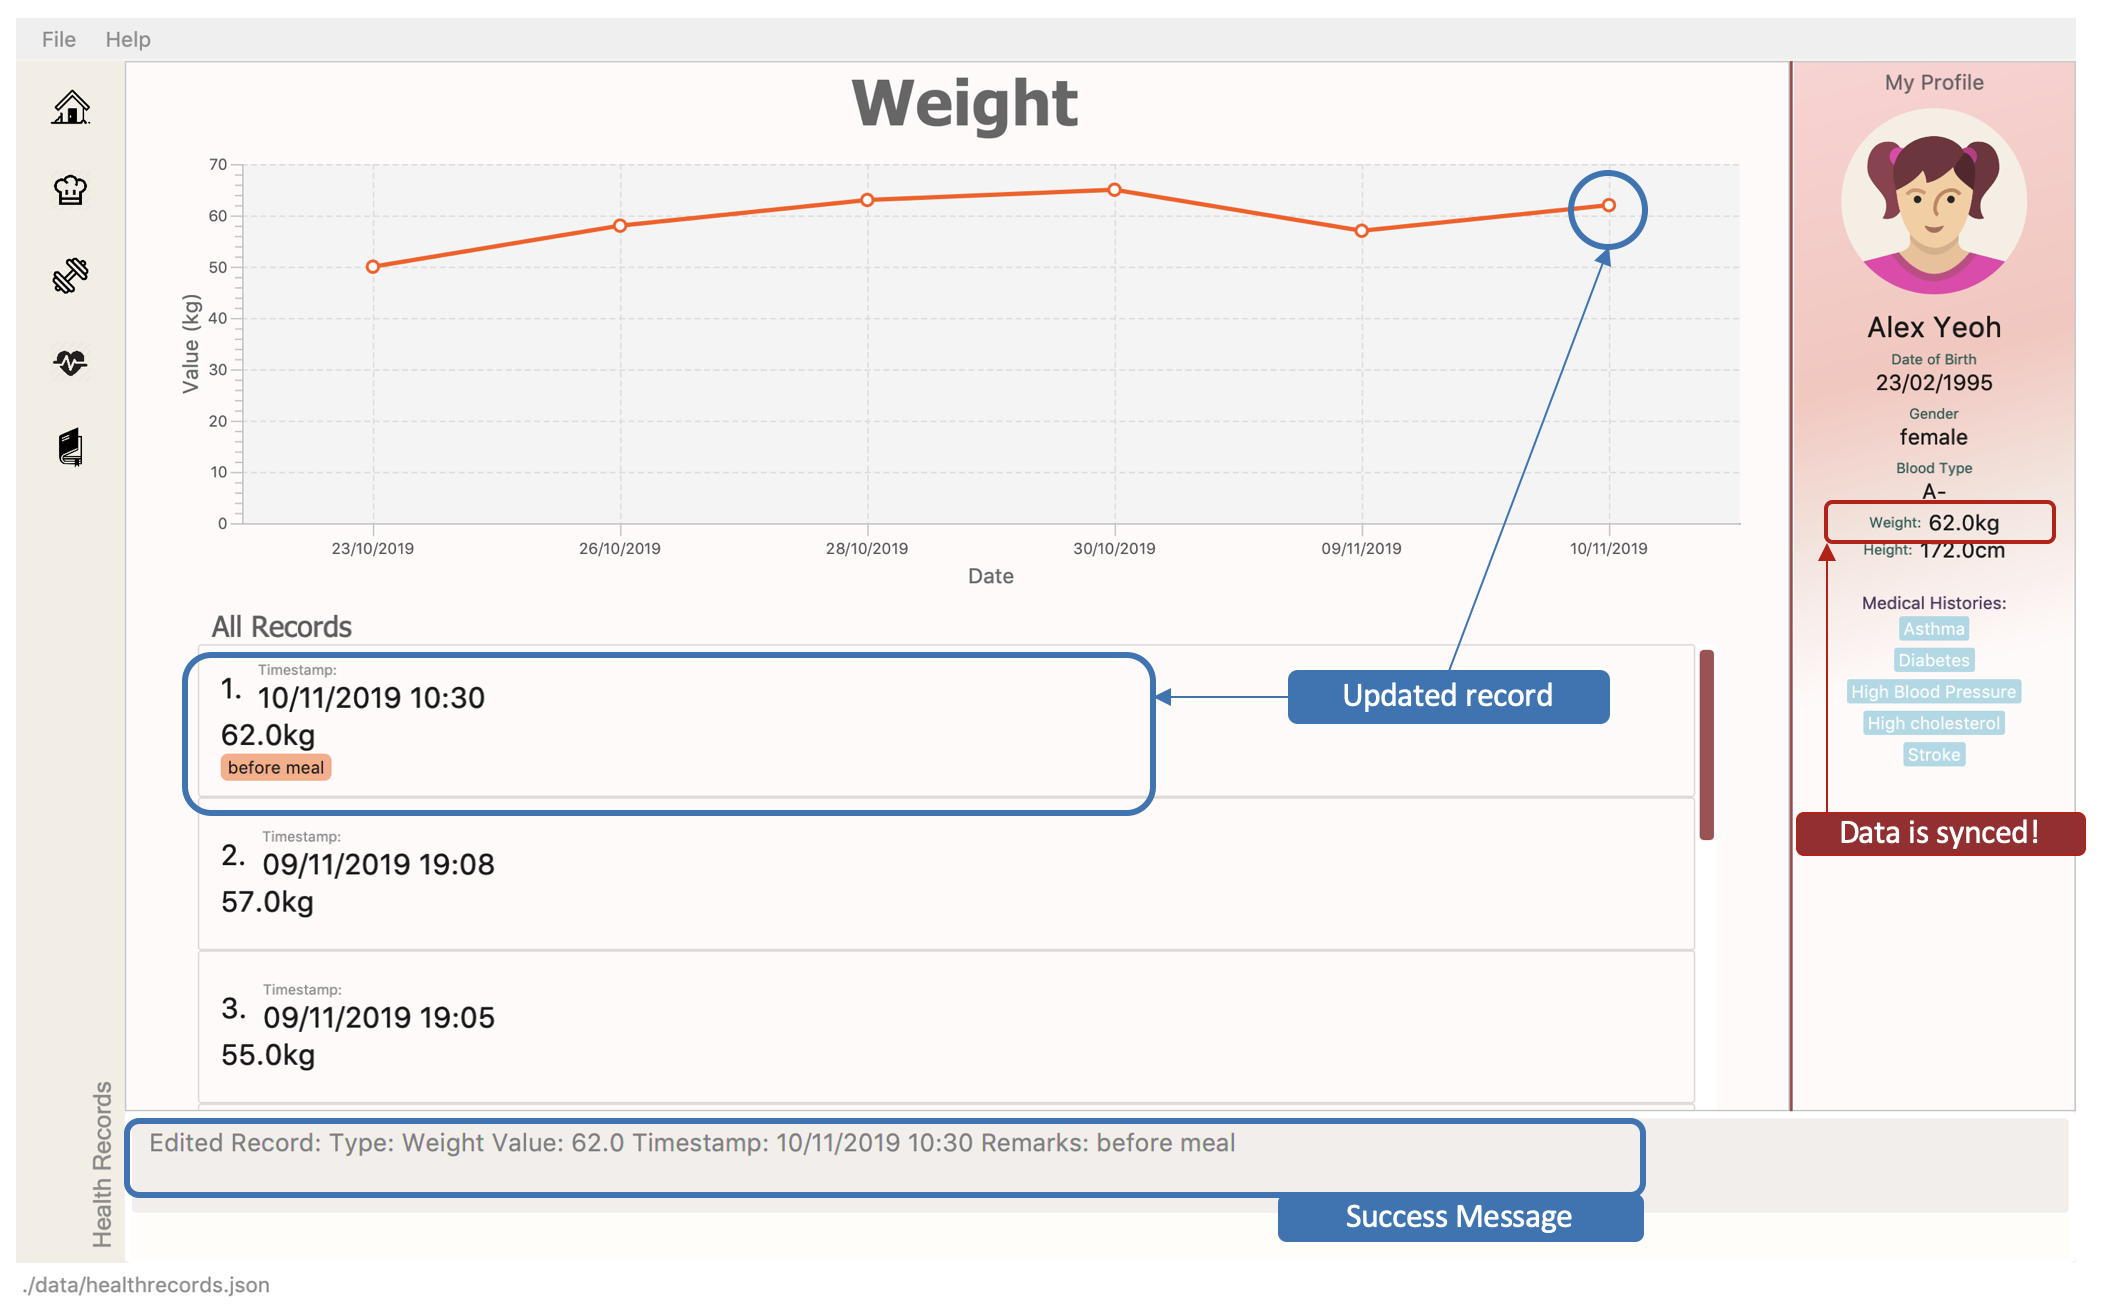 File Help
Weight
70
60
50
40
30
20
10
0
Value (kg)
23/10/2019 26/10/2019 28/10/2019 30/10/2019 09/11/2019 10/11/2019
Date
All Records
1. Timestamp:
10/11/2019 10:30
62.0kg
before meal
Updated record
2. Timestamp:
09/11/2019 19:08
57.0kg
3. Timestamp:
09/11/2019 19:05
55.0kg
My Profile
Alex Yeoh
Date of Birth
23/02/1995
Gender
female
Blood Type
A-
Weight: 62.0kg
Height: 172.0cm
Medical Histories:
Asthma
Diabetes
High Blood Pressure
High cholesterol
Stroke
Data is synced!
Health Records
Edited Record: Type: Weight Value: 62.0 Timestamp: 10/11/2019 10:30 Remarks: before meal
Success Message
./data/healthrecords.json